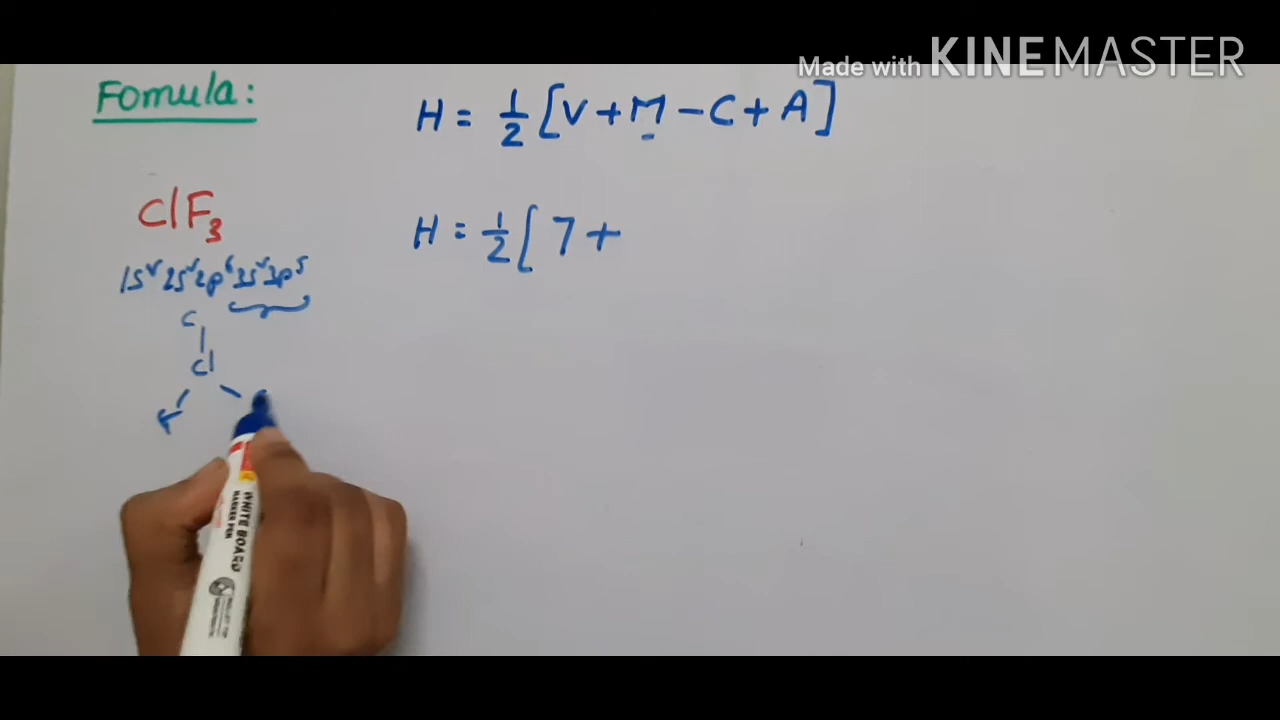 Made with KINEMASTER
Fomula:
H = 1/2 [V + M - C + A]
ClF₃
H = 1/2 [ 7 +
1s² 2s² 2p⁶ 3s² 3p⁵
Cl
WHITE BOARD
MARKER PEN